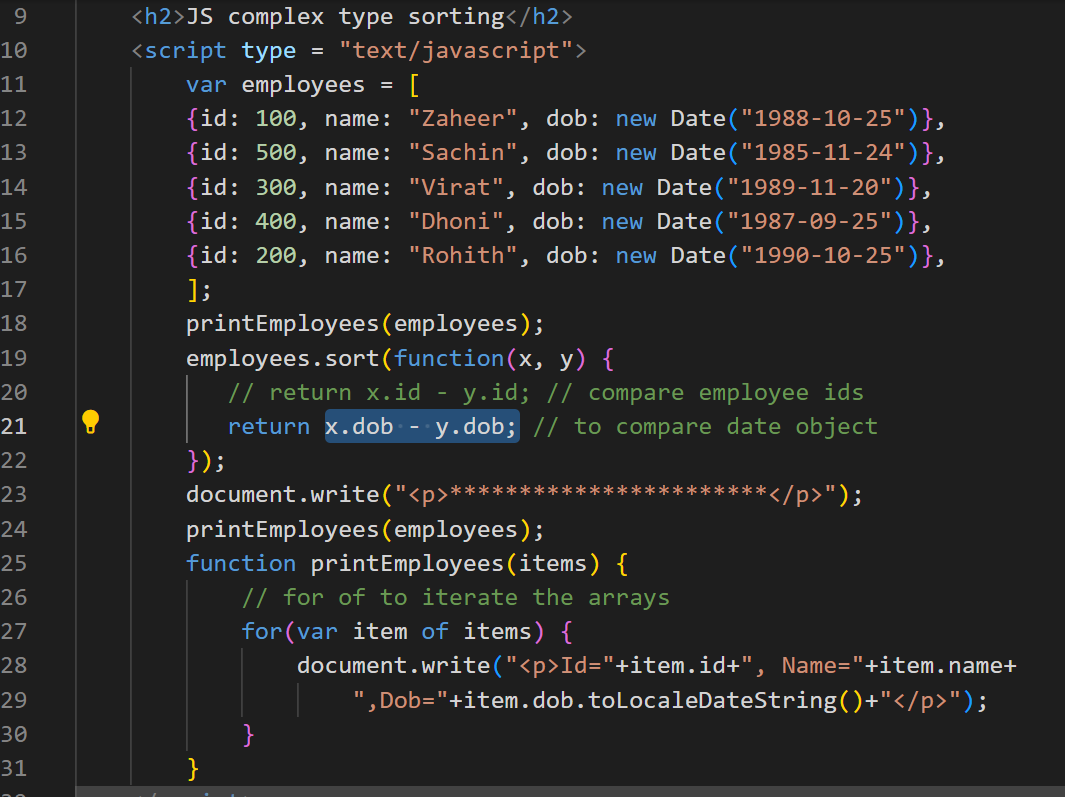 9 <h2>JS complex type sorting</h2>
10 <script type = "text/javascript">
11 var employees = [
12 {id: 100, name: "Zaheer", dob: new Date("1988-10-25")},
13 {id: 500, name: "Sachin", dob: new Date("1985-11-24")},
14 {id: 300, name: "Virat", dob: new Date("1989-11-20")},
15 {id: 400, name: "Dhoni", dob: new Date("1987-09-25")},
16 {id: 200, name: "Rohith", dob: new Date("1990-10-25")},
17 ];
18 printEmployees(employees);
19 employees.sort(function(x, y) {
20 // return x.id - y.id; // compare employee ids
21 return x.dob - y.dob; // to compare date object
22 });
23 document.write("<p>***********************</p>");
24 printEmployees(employees);
25 function printEmployees(items) {
26 // for of to iterate the arrays
27 for(var item of items) {
28 document.write("<p>Id="+item.id+", Name="+item.name+
29 ",Dob="+item.dob.toLocaleDateString()+"</p>");
30 }
31 }